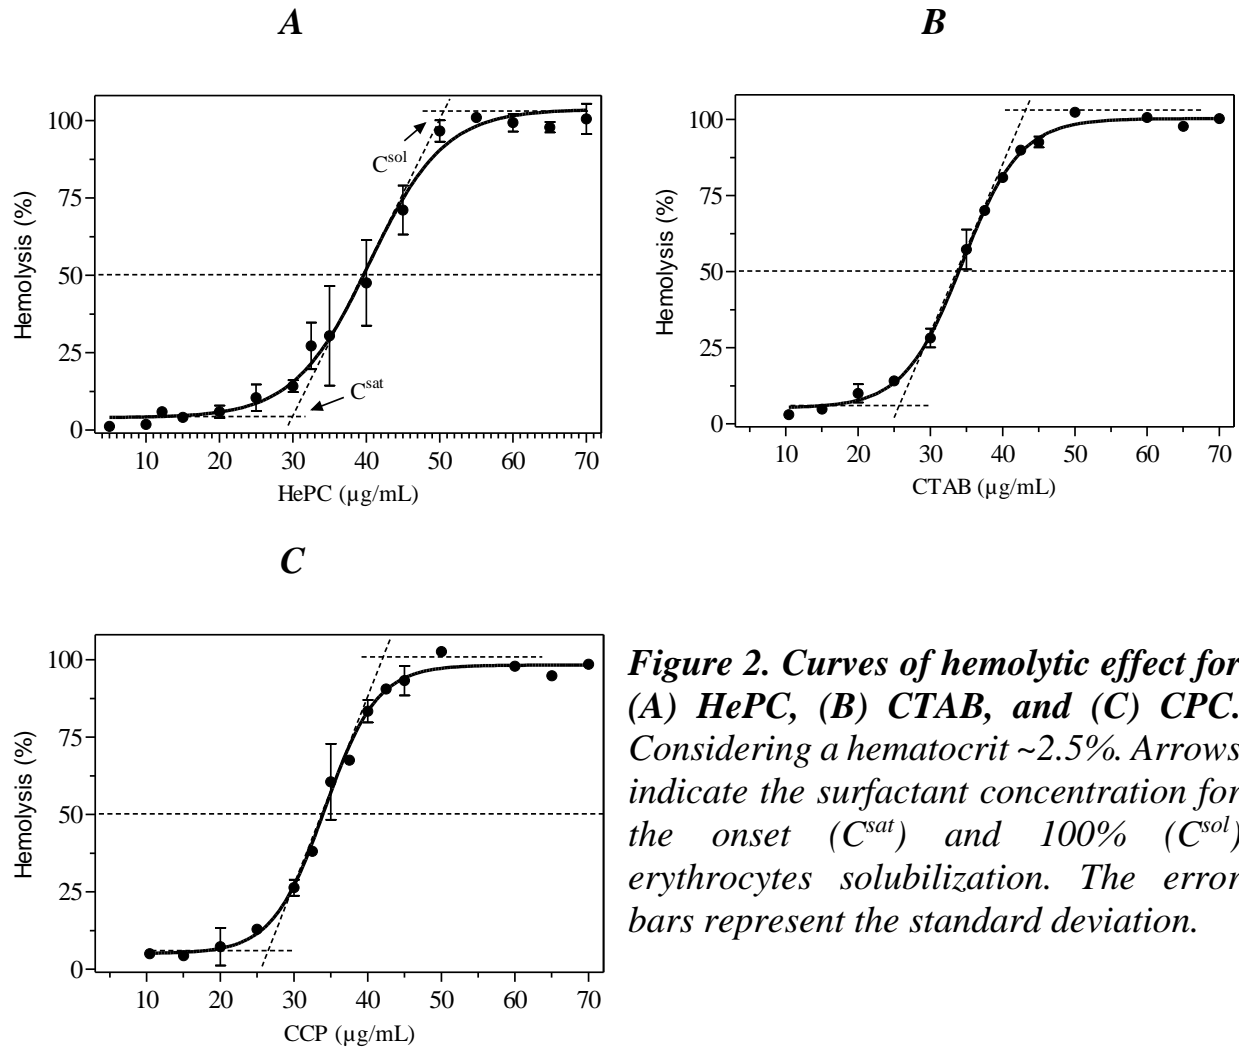 A
100
75
50
25
0
Hemolysis (%)
C^sol
C^sat
10 20 30 40 50 60 70
HePC (µg/mL)
B
100
75
50
25
0
Hemolysis (%)
10 20 30 40 50 60 70
CTAB (µg/mL)
C
100
75
50
25
0
Hemolysis (%)
10 20 30 40 50 60 70
CCP (µg/mL)
Figure 2. Curves of hemolytic effect for
(A) HePC, (B) CTAB, and (C) CPC.
Considering a hematocrit ~2.5%. Arrows
indicate the surfactant concentration for
the onset (C^sat) and 100% (C^sol)
erythrocytes solubilization. The error
bars represent the standard deviation.